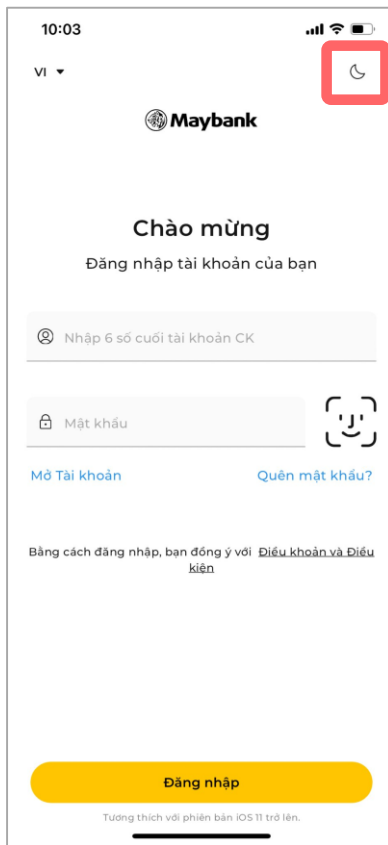 10:03
VI
Maybank
Chào mừng
Đăng nhập tài khoản của bạn
Nhập 6 số cuối tài khoản CK
Mật khẩu
Mở Tài khoản
Quên mật khẩu?
Bằng cách đăng nhập, bạn đồng ý với Điều khoản và Điều
kiện
Đăng nhập
Tương thích với phiên bản iOS 11 trở lên.